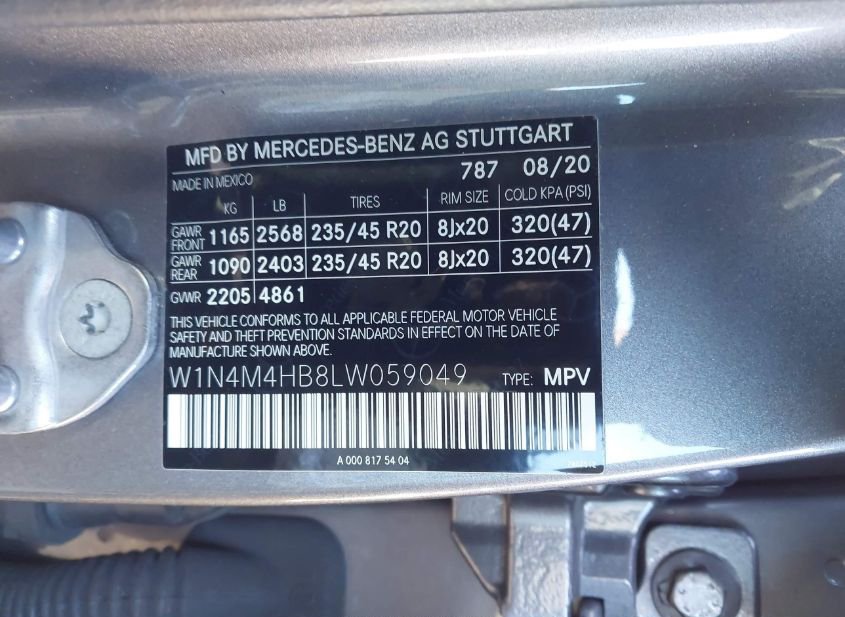 MFD BY MERCEDES-BENZ AG STUTTGART
MADE IN MEXICO 787 08/20
KG LB TIRES RIM SIZE COLD KPA (PSI)
GAWR FRONT 1165 2568 235/45 R20 8Jx20 320(47)
GAWR REAR 1090 2403 235/45 R20 8Jx20 320(47)
GVWR 2205 4861
THIS VEHICLE CONFORMS TO ALL APPLICABLE FEDERAL MOTOR VEHICLE
SAFETY AND THEFT PREVENTION STANDARDS IN EFFECT ON THE DATE OF
MANUFACTURE SHOWN ABOVE.
W1N4M4HB8LW059049 TYPE: MPV
A 000 817 54 04